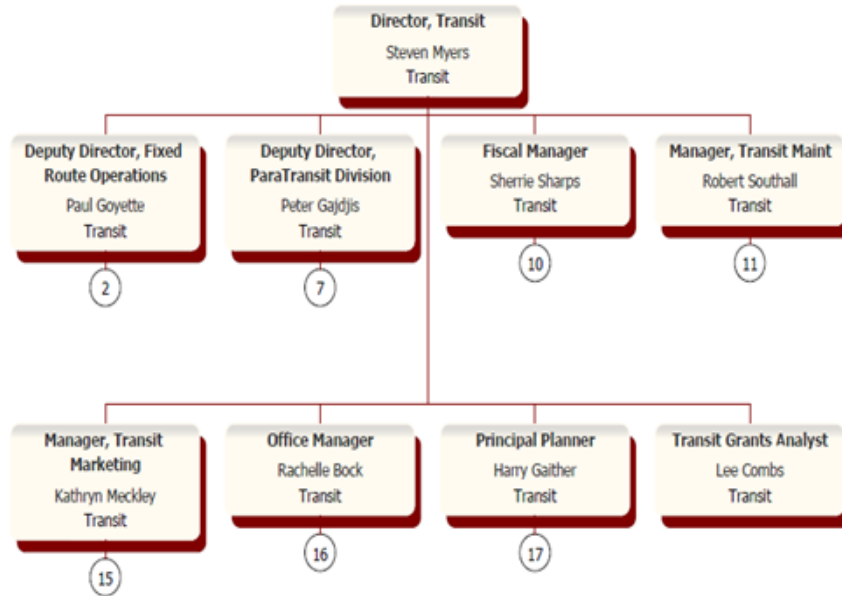 Director, Transit
Steven Myers
Transit
Deputy Director, Fixed
Route Operations
Paul Goyette
Transit
2
Deputy Director,
ParaTransit Division
Peter Gajdjis
Transit
7
Fiscal Manager
Sherrie Sharps
Transit
10
Manager, Transit Maint
Robert Southall
Transit
11
Manager, Transit
Marketing
Kathryn Meckley
Transit
15
Office Manager
Rachelle Bock
Transit
16
Principal Planner
Harry Gaither
Transit
17
Transit Grants Analyst
Lee Combs
Transit